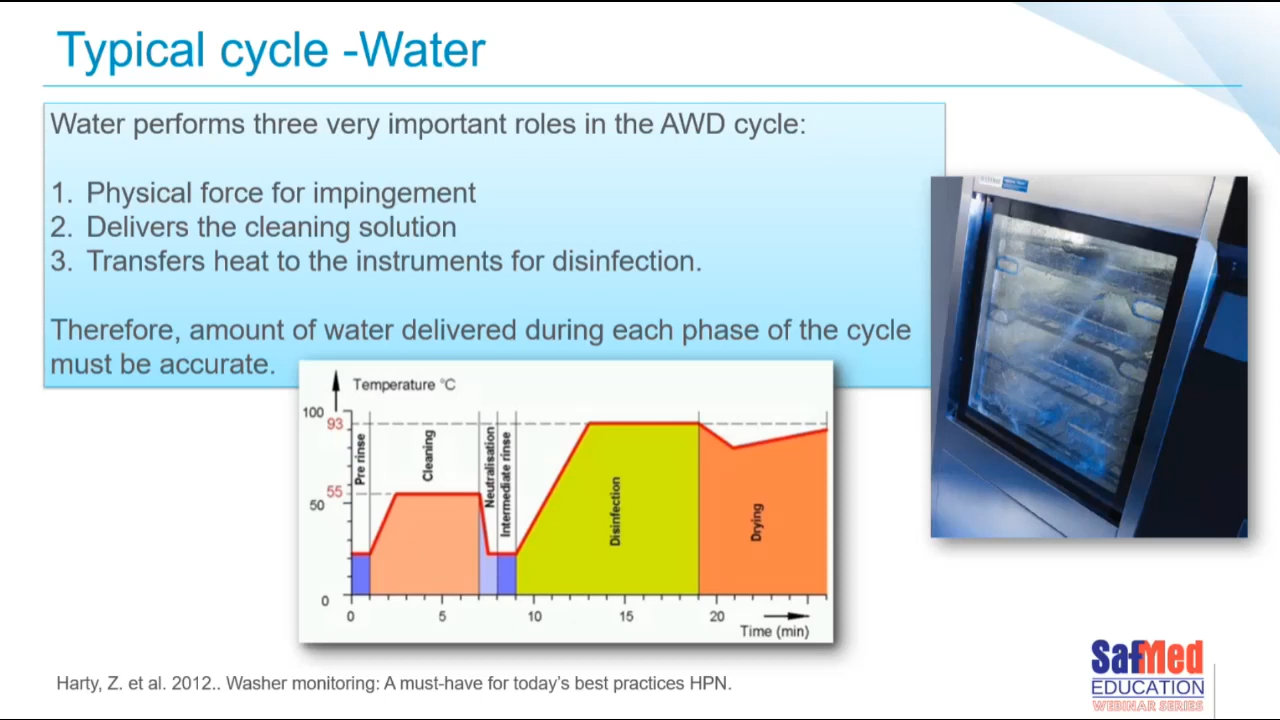 Typical cycle -Water
Water performs three very important roles in the AWD cycle:
1. Physical force for impingement
2. Delivers the cleaning solution
3. Transfers heat to the instruments for disinfection.
Therefore, amount of water delivered during each phase of the cycle
must be accurate.
Temperature °C
100
93
55
50
0
Pre rinse
Cleaning
Neutralisation
Intermediate rinse
Disinfection
Drying
0 5 10 15 20
Time (min)
Harty, Z. et al. 2012.. Washer monitoring: A must-have for today's best practices HPN.
SafMed
EDUCATION
WEBINAR SERIES